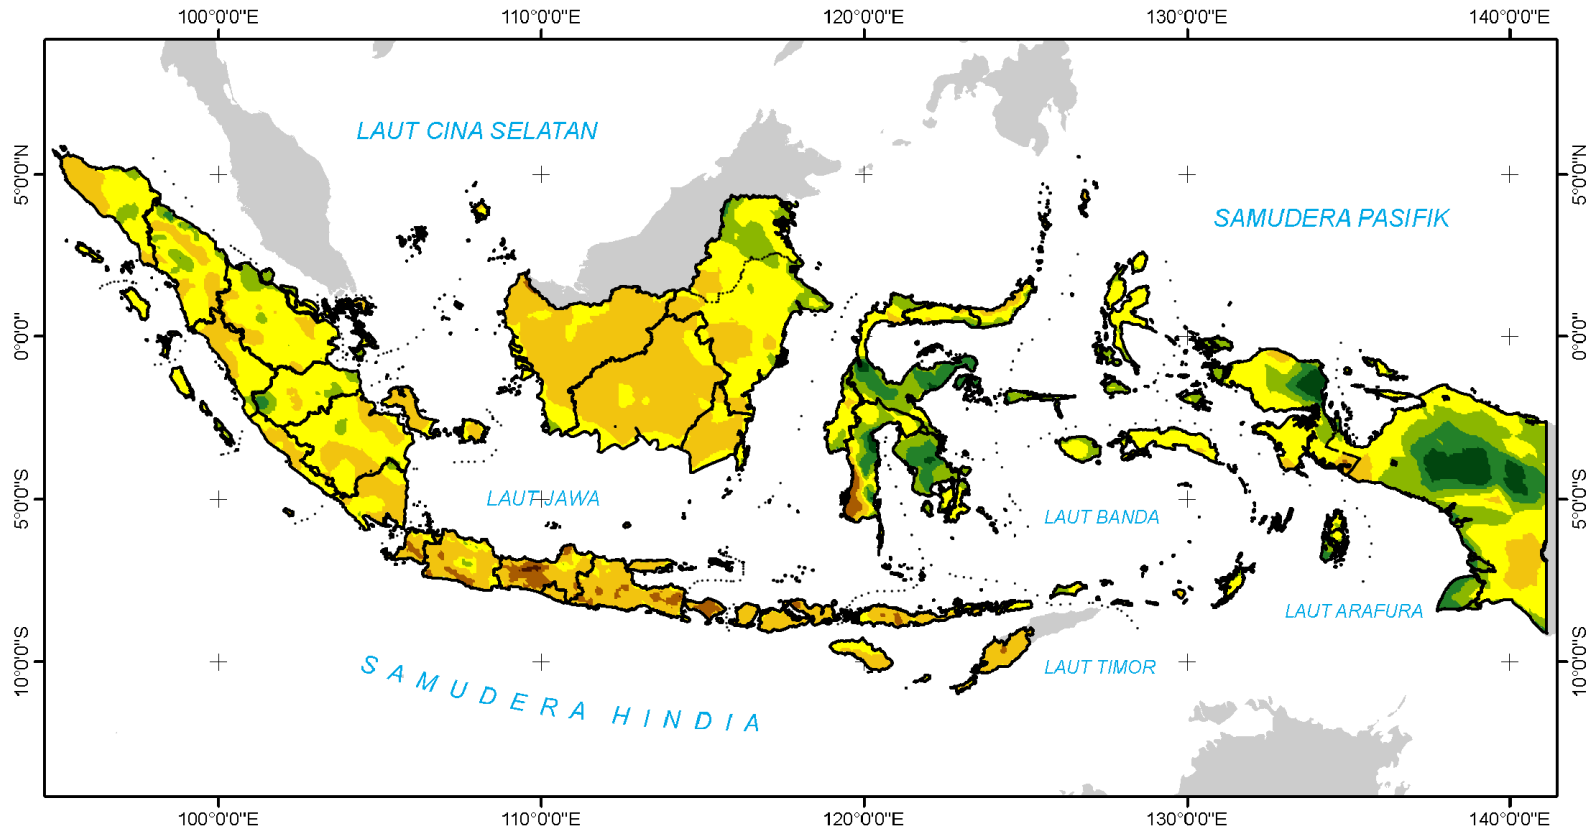 100°0'0"E 110°0'0"E 120°0'0"E 130°0'0"E 140°0'0"E
LAUT CINA SELATAN
5°0'0"N 5°0'0"N
SAMUDERA PASIFIK
0°0'0" 0°0'0"
LAUT JAWA
5°0'0"S 5°0'0"S
LAUT BANDA
LAUT ARAFURA
10°0'0"S 10°0'0"S
LAUT TIMOR
SAMUDERA HINDIA
100°0'0"E 110°0'0"E 120°0'0"E 130°0'0"E 140°0'0"E